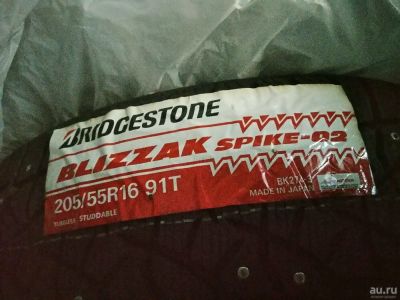 BRIDGESTONE
BLIZZAK SPIKE-02
205/55R16 91T
TUBELESS STUDDABLE
MADE IN JAPAN
au.ru